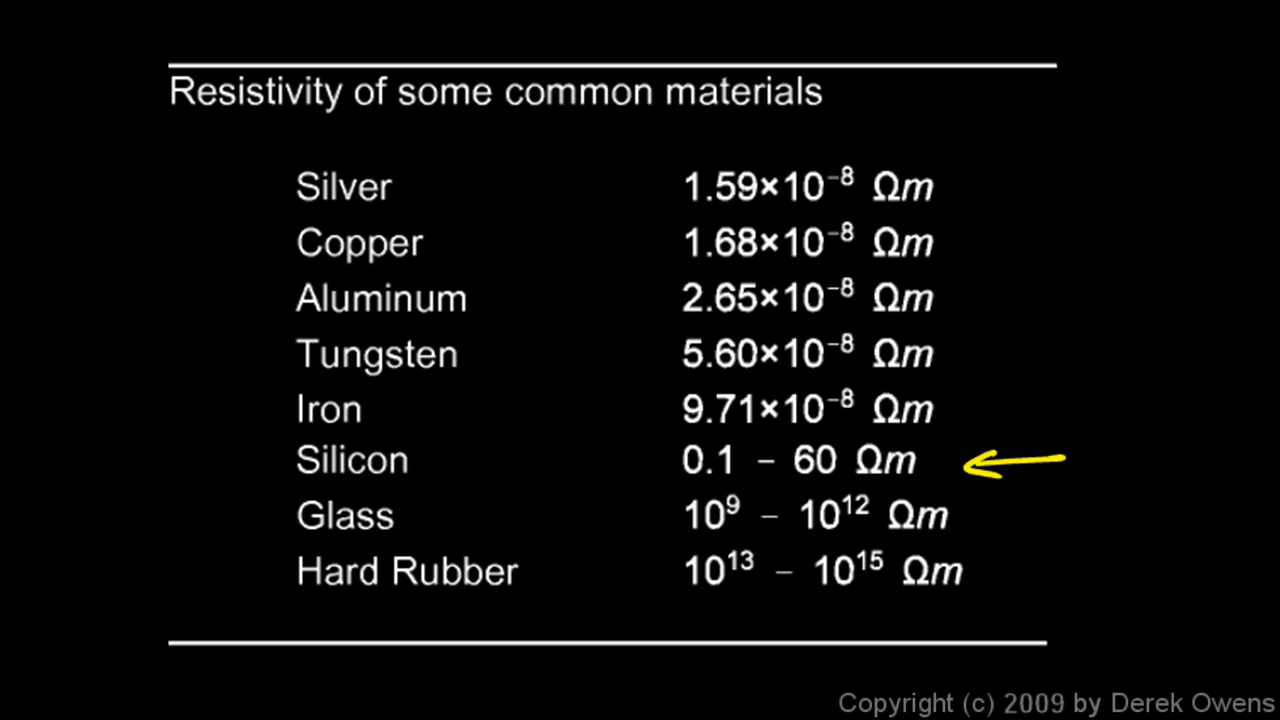 Resistivity of some common materials
Silver 1.59×10⁻⁸ Ωm
Copper 1.68×10⁻⁸ Ωm
Aluminum 2.65×10⁻⁸ Ωm
Tungsten 5.60×10⁻⁸ Ωm
Iron 9.71×10⁻⁸ Ωm
Silicon 0.1 – 60 Ωm
Glass 10⁹ – 10¹² Ωm
Hard Rubber 10¹³ – 10¹⁵ Ωm
Copyright (c) 2009 by Derek Owens